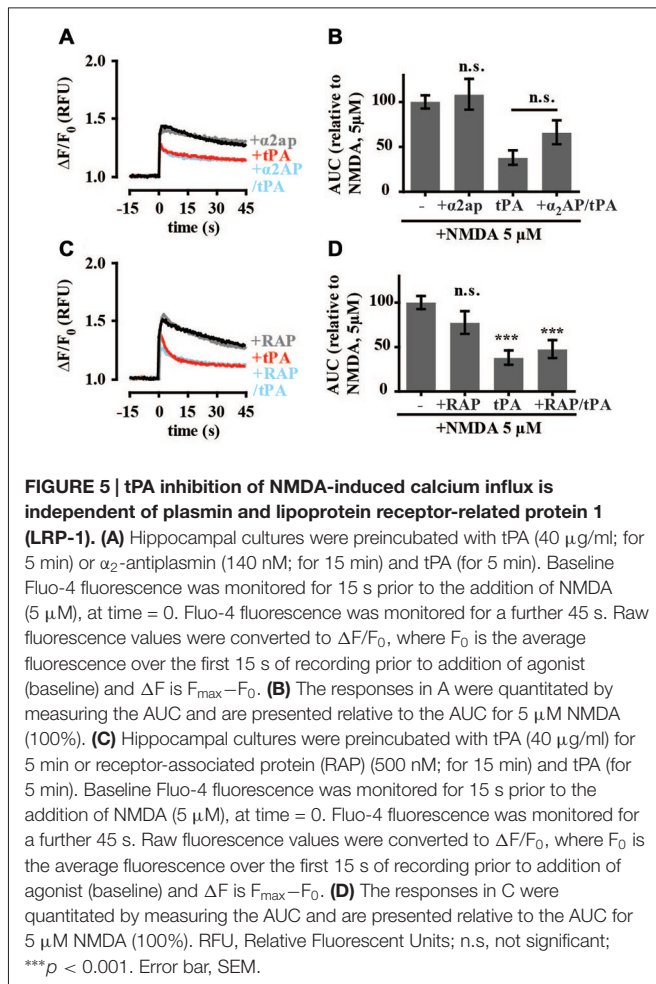 A
2.0
1.5
1.0
ΔF/F0 (RFU)
+α2ap
+tPA
+α2AP
/tPA
-15 0 15 30 45
time (s)
B
AUC (relative to
NMDA, 5µM)
100
50
0
n.s.
n.s.
- +α2ap tPA +α2AP/tPA
+NMDA 5 µM
C
2.0
1.5
1.0
ΔF/F0 (RFU)
+RAP
+tPA
+RAP
/tPA
-15 0 15 30 45
time (s)
D
AUC (relative to
NMDA, 5µM)
100
50
0
n.s.
***
***
- +RAP tPA +RAP/tPA
+NMDA 5 µM
FIGURE 5 | tPA inhibition of NMDA-induced calcium influx is
independent of plasmin and lipoprotein receptor-related protein 1
(LRP-1). (A) Hippocampal cultures were preincubated with tPA (40 µg/ml; for
5 min) or α2-antiplasmin (140 nM; for 15 min) and tPA (for 5 min). Baseline
Fluo-4 fluorescence was monitored for 15 s prior to the addition of NMDA
(5 µM), at time = 0. Fluo-4 fluorescence was monitored for a further 45 s. Raw
fluorescence values were converted to ΔF/F0, where F0 is the average
fluorescence over the first 15 s of recording prior to addition of agonist
(baseline) and ΔF is Fmax−F0. (B) The responses in A were quantitated by
measuring the AUC and are presented relative to the AUC for 5 µM NMDA
(100%). (C) Hippocampal cultures were preincubated with tPA (40 µg/ml) for
5 min or receptor-associated protein (RAP) (500 nM; for 15 min) and tPA (for
5 min). Baseline Fluo-4 fluorescence was monitored for 15 s prior to the
addition of NMDA (5 µM), at time = 0. Fluo-4 fluorescence was monitored for
a further 45 s. Raw fluorescence values were converted to ΔF/F0, where F0 is
the average fluorescence over the first 15 s of recording prior to addition of
agonist (baseline) and ΔF is Fmax−F0. (D) The responses in C were
quantitated by measuring the AUC and are presented relative to the AUC for
5 µM NMDA (100%). RFU, Relative Fluorescent Units; n.s, not significant;
***p < 0.001. Error bar, SEM.